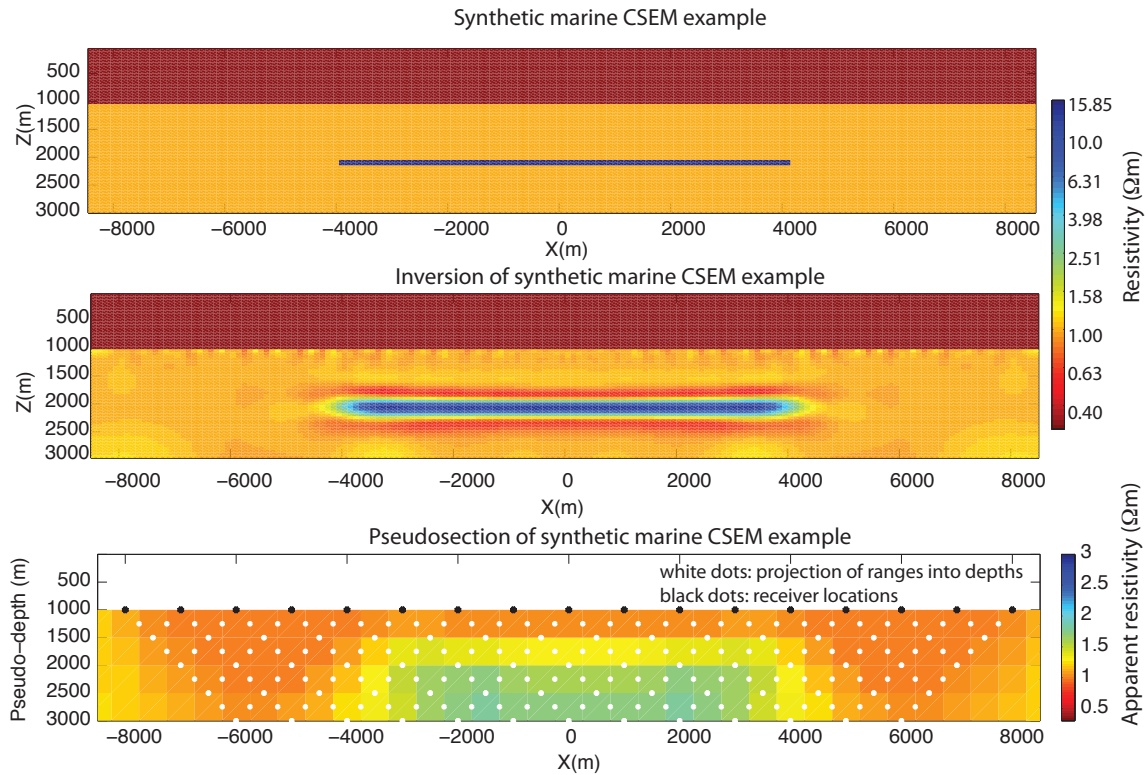 Synthetic marine CSEM example
500
1000
1500
2000
2500
3000
Z(m)
−8000 −6000 −4000 −2000 0 2000 4000 6000 8000
X(m)
Inversion of synthetic marine CSEM example
500
1000
1500
2000
2500
3000
Z(m)
−8000 −6000 −4000 −2000 0 2000 4000 6000 8000
X(m)
15.85
10.0
6.31
3.98
2.51
1.58
1.00
0.63
0.40
Resistivity (Ωm)
Pseudosection of synthetic marine CSEM example
white dots: projection of ranges into depths
black dots: receiver locations
500
1000
1500
2000
2500
3000
Pseudo−depth (m)
−8000 −6000 −4000 −2000 0 2000 4000 6000 8000
X(m)
3
2.5
2
1.5
1
0.5
Apparent resistivity (Ωm)